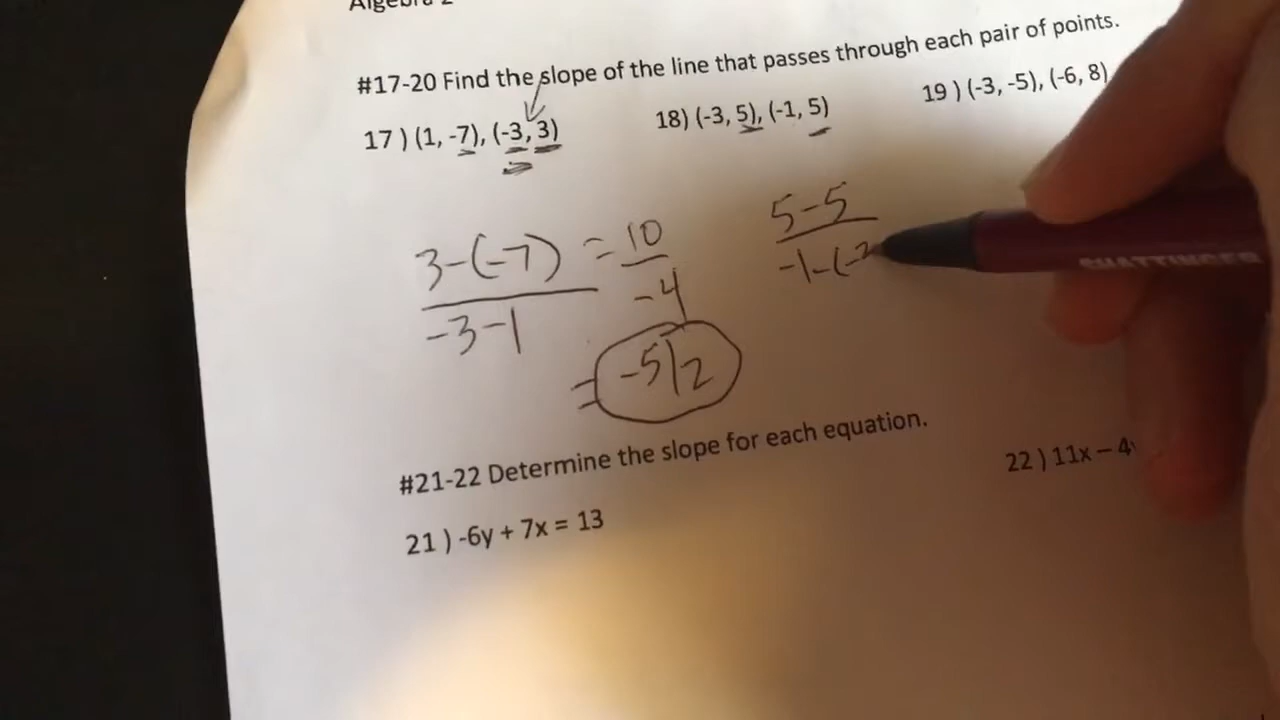 Algebra 2
#17-20 Find the slope of the line that passes through each pair of points.
17 ) (1, -7), (-3, 3)
18) (-3, 5), (-1, 5)
19 ) (-3, -5), (-6, 8)
3-(-7) = 10
-3-1 -4
= -5/2
5-5
-1-(-3
#21-22 Determine the slope for each equation.
21 ) -6y + 7x = 13
22 ) 11x – 4